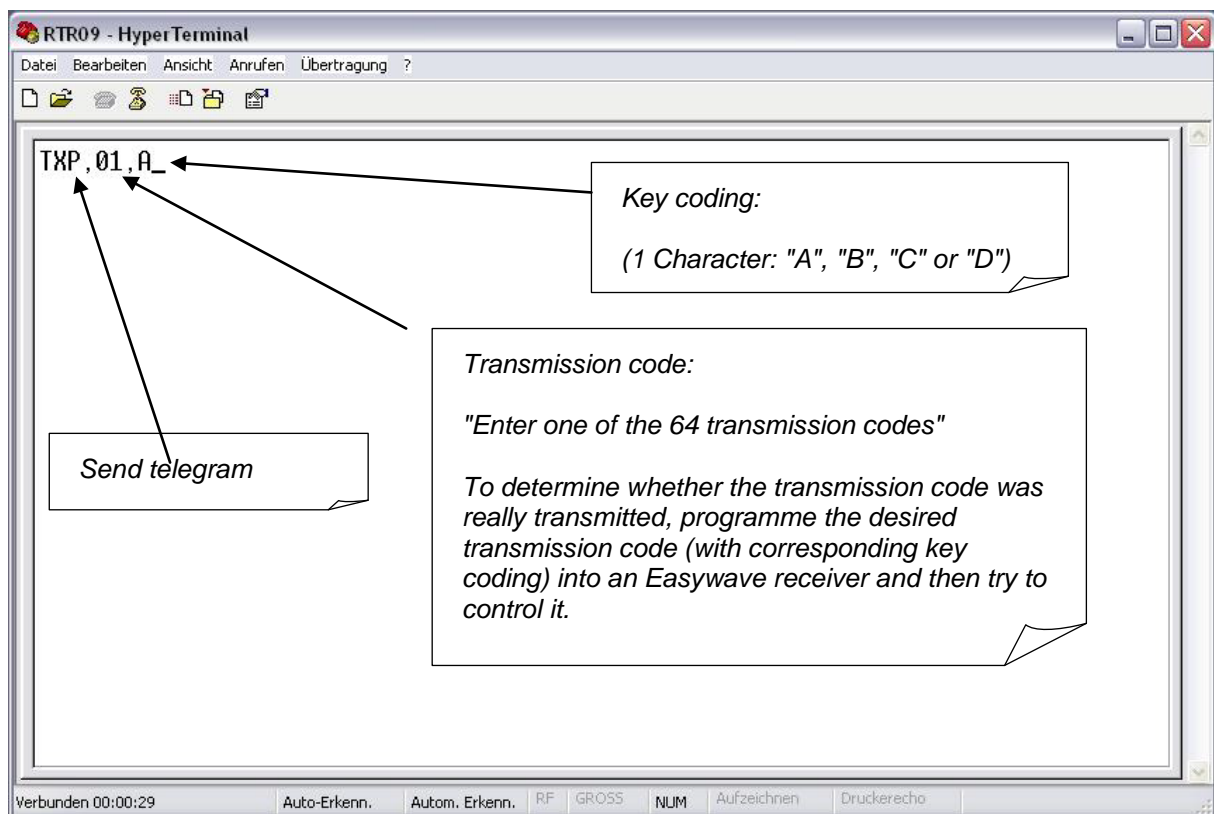 RTR09 - HyperTerminal
Datei Bearbeiten Ansicht Anrufen Übertragung ?
TXP,01,A_
Key coding:
(1 Character: "A", "B", "C" or "D")
Transmission code:
"Enter one of the 64 transmission codes"
To determine whether the transmission code was
really transmitted, programme the desired
transmission code (with corresponding key
coding) into an Easywave receiver and then try to
control it.
Send telegram
Verbunden 00:00:29 Auto-Erkenn. Autom. Erkenn. RF GROSS NUM Aufzeichnen Druckerecho